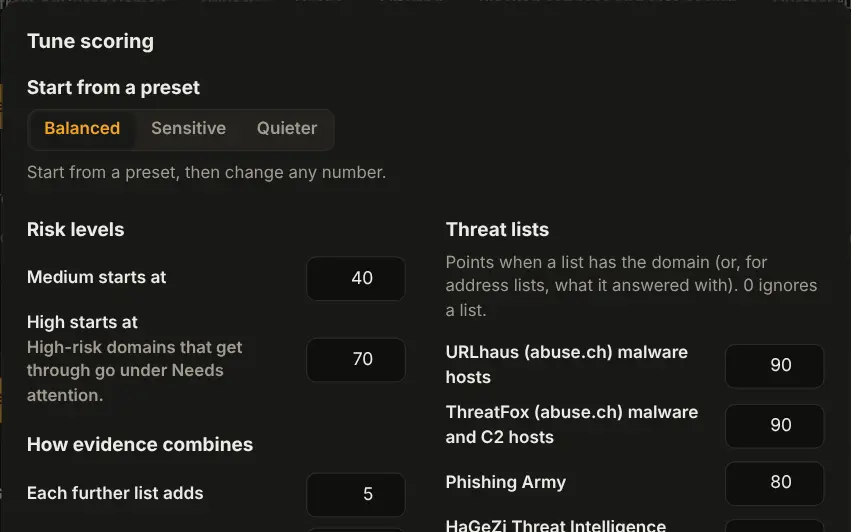 Tune scoring
Start from a preset
Balanced
Sensitive
Quieter
Start from a preset, then change any number.
Risk levels
Medium starts at
40
High starts at
High-risk domains that get
through go under Needs
attention.
70
How evidence combines
Each further list adds
5
Threat lists
Points when a list has the domain (or, for
address lists, what it answered with). 0 ignores
a list.
URLhaus (abuse.ch) malware
hosts
90
ThreatFox (abuse.ch) malware
and C2 hosts
90
Phishing Army
80
HaGeZi Threat Intelligence